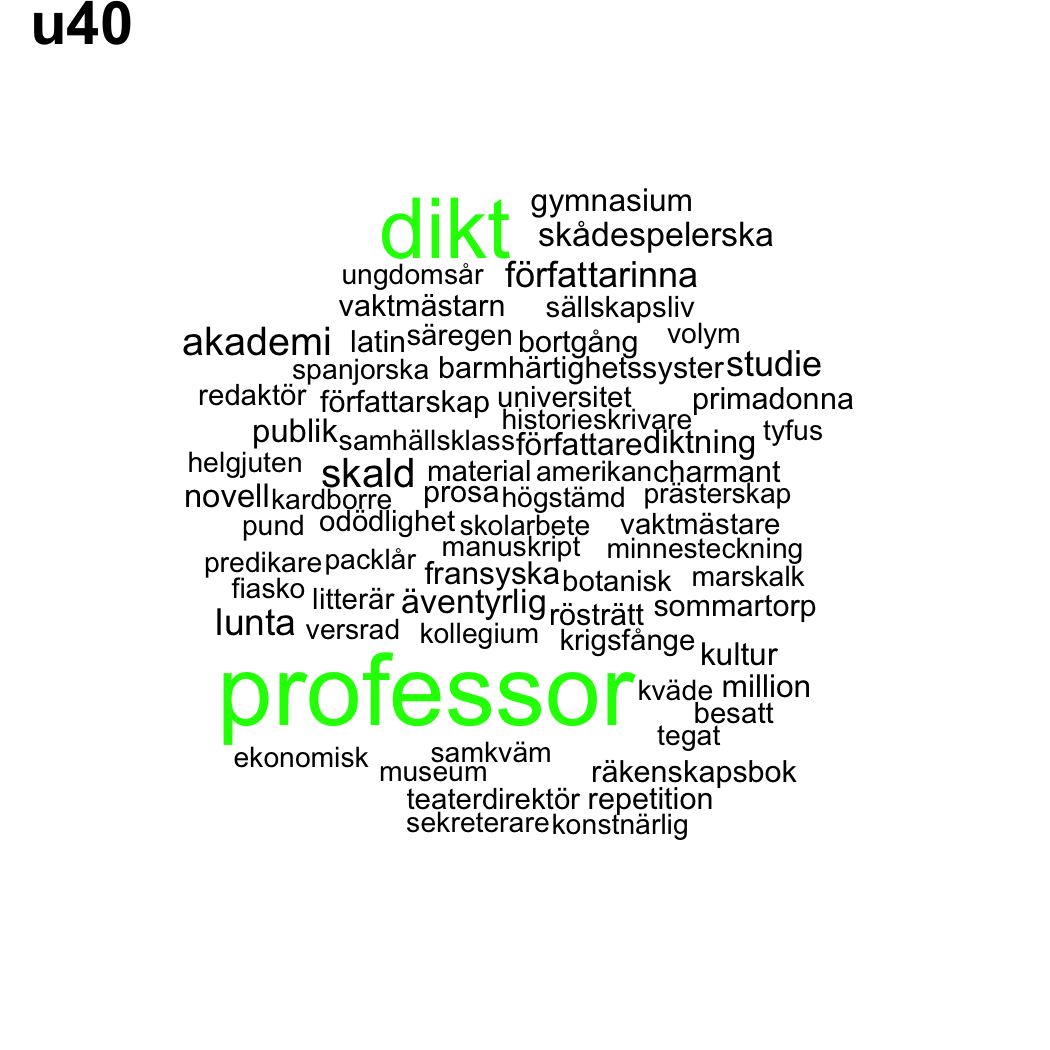 u40
dikt gymnasium
skådespelerska
ungdomsår författarinna
vaktmästarn sällskapsliv
akademi latin säregen bortgång volym
spanjorska barmhärtighetssyster studie
redaktör författarskap universitet primadonna
historieskrivare
publik samhällsklass författare diktning tyfus
helgjuten skald material amerikan charmant
novell kardborre prosa högstämd prästerskap
pund odödlighet skolarbete vaktmästare
manuskript minnesteckning
predikare packlår fransyska botanisk marskalk
fiasko litterär äventyrlig rösträtt sommartorp
lunta versrad kollegium krigsfånge
kultur
professor kväde million
besatt
tegat
ekonomisk samkväm
museum räkenskapsbok
teaterdirektör repetition
sekreterare konstnärlig